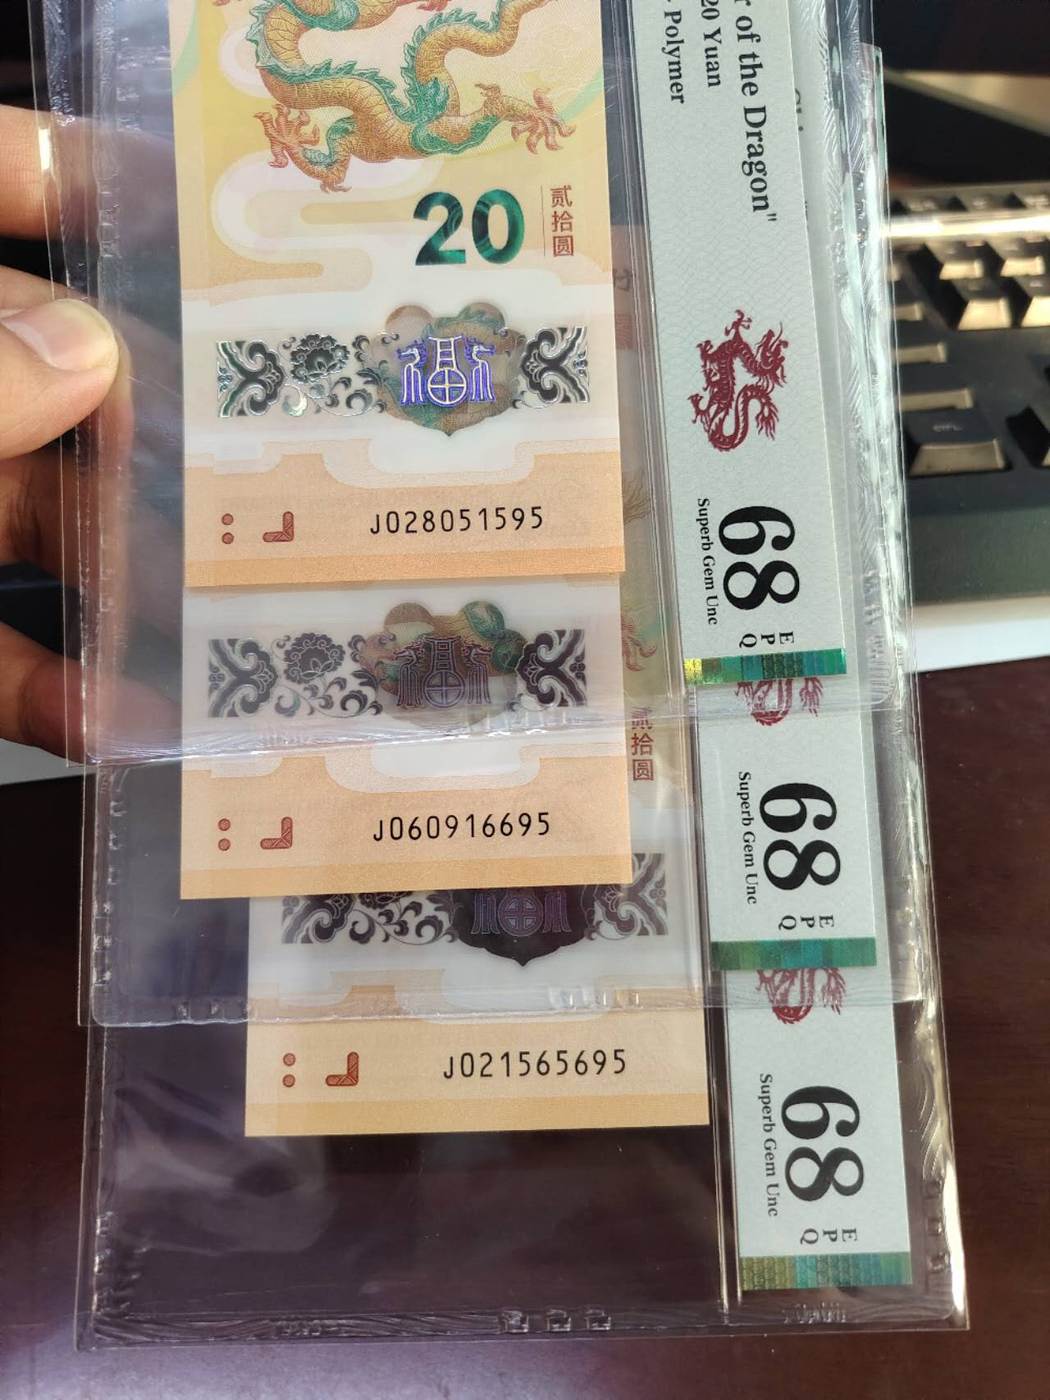 20
贰拾圆
J028051595
r of the Dragon"
20 Yuan
Polymer
68
EPQ
Superb Gem Unc
贰拾圆
J060916695
68
EPQ
Superb Gem Unc
J021565695
68
EPQ
Superb Gem Unc